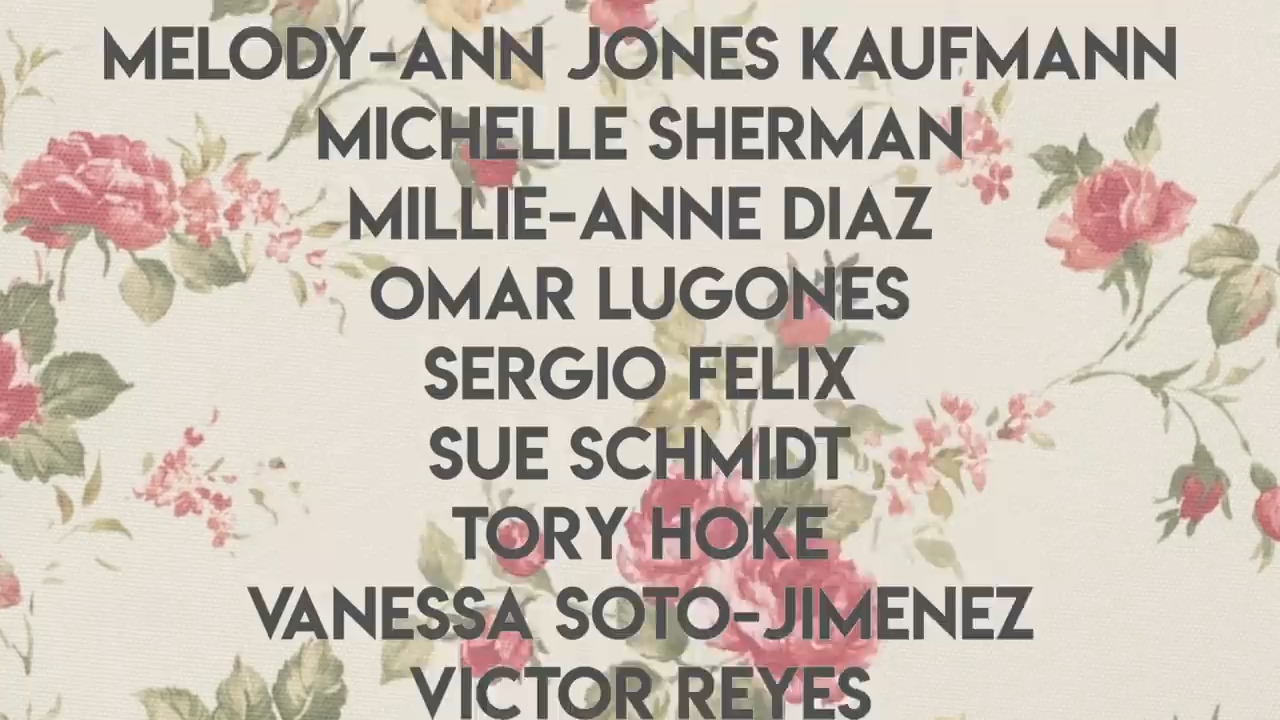 MELODY-ANN JONES KAUFMANN
MICHELLE SHERMAN
MILLIE-ANNE DIAZ
OMAR LUGONES
SERGIO FELIX
SUE SCHMIDT
TORY HOKE
VANESSA SOTO-JIMENEZ
VICTOR REYES